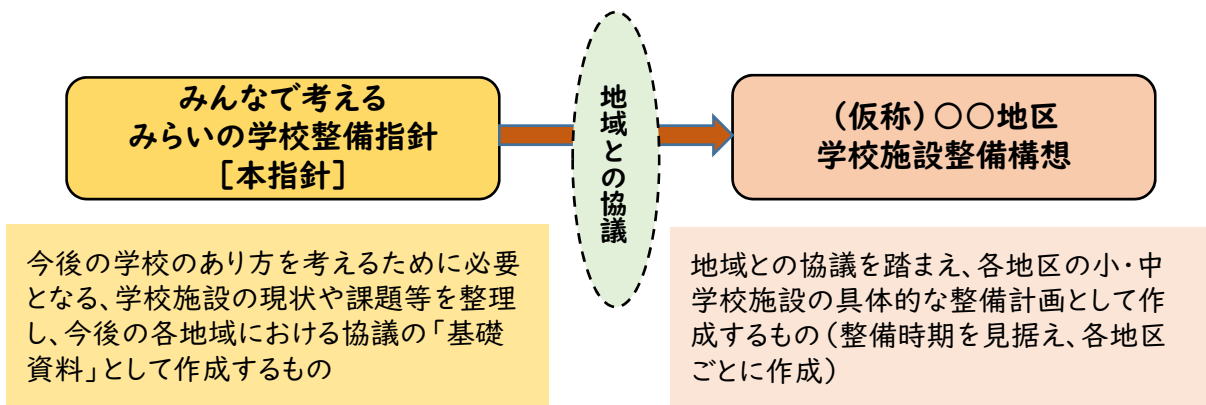 みんなで考える
みらいの学校整備指針
［本指針］
地域との協議
（仮称）○○地区
学校施設整備構想
今後の学校のあり方を考えるために必要
となる、学校施設の現状や課題等を整理
し、今後の各地域における協議の「基礎
資料」として作成するもの
地域との協議を踏まえ、各地区の小・中
学校施設の具体的な整備計画として作
成するもの（整備時期を見据え、各地区
ごとに作成）